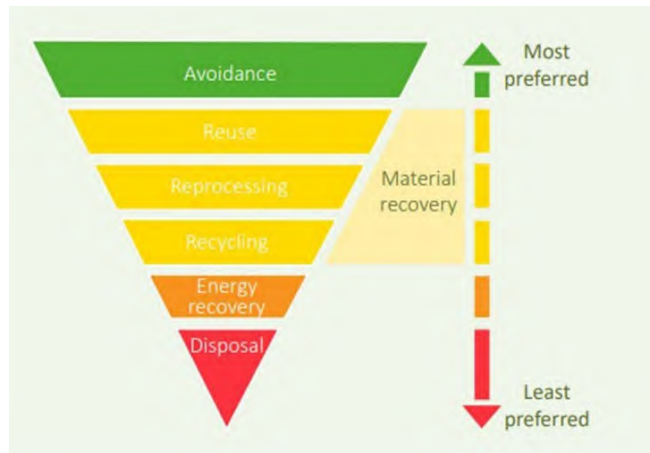 Avoidance
Reuse
Reprocessing
Recycling
Energy
recovery
Disposal
Material
recovery
Most
preferred
Least
preferred